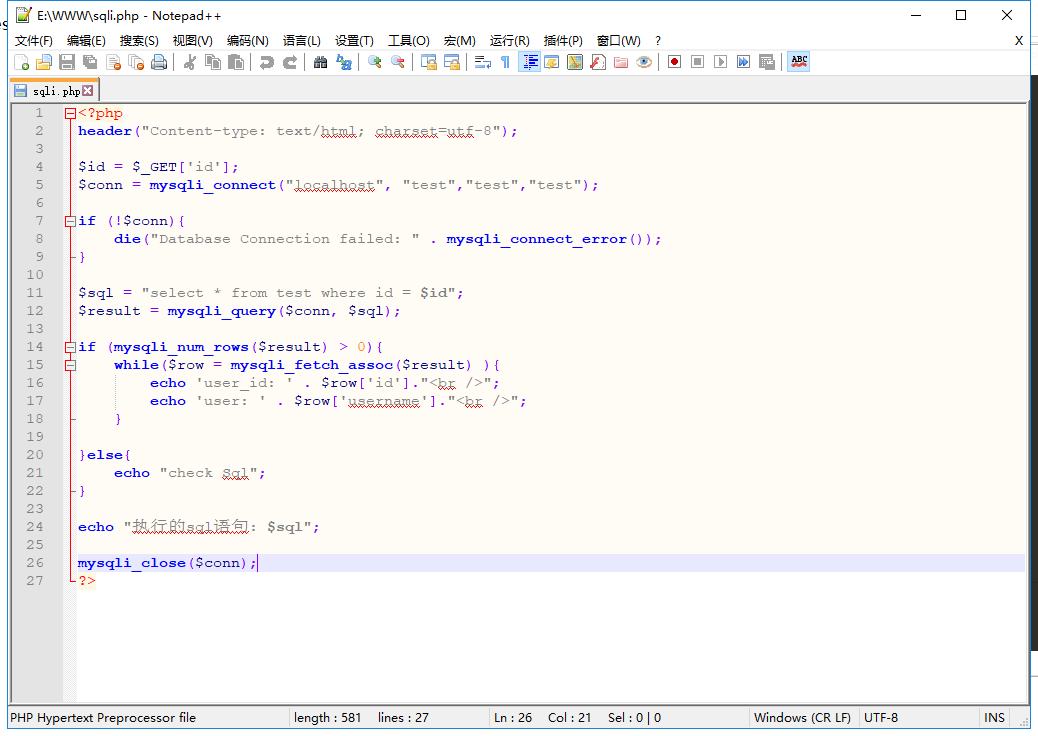 E:\WWW\sqli.php - Notepad++
文件(F) 编辑(E) 搜索(S) 视图(V) 编码(N) 语言(L) 设置(T) 工具(O) 宏(M) 运行(R) 插件(P) 窗口(W) ? X
ABC
sqli.php
1 <?php
2 header("Content-type: text/html; charset=utf-8");
3
4 $id = $_GET['id'];
5 $conn = mysqli_connect("localhost", "test","test","test");
6
7 if (!$conn){
8     die("Database Connection failed: " . mysqli_connect_error());
9 }
10
11 $sql = "select * from test where id = $id";
12 $result = mysqli_query($conn, $sql);
13
14 if (mysqli_num_rows($result) > 0){
15     while($row = mysqli_fetch_assoc($result) ){
16         echo 'user_id: ' . $row['id']."<br />";
17         echo 'user: ' . $row['username']."<br />";
18     }
19
20 }else{
21     echo "check Sql";
22 }
23
24 echo "执行的sql语句: $sql";
25
26 mysqli_close($conn);
27 ?>
PHP Hypertext Preprocessor file length : 581 lines : 27 Ln : 26 Col : 21 Sel : 0 | 0 Windows (CR LF) UTF-8 INS